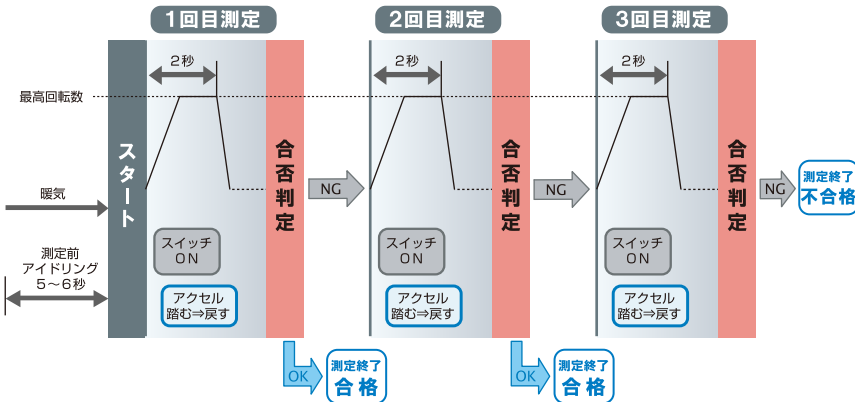 1回目測定
2回目測定
3回目測定
2秒
2秒
2秒
最高回転数
スタート
合否判定
合否判定
合否判定
NG
NG
NG
測定終了
不合格
暖気
測定前
アイドリング
5〜6秒
スイッチ
ON
スイッチ
ON
スイッチ
ON
アクセル
踏む⇒戻す
アクセル
踏む⇒戻す
アクセル
踏む⇒戻す
OK
測定終了
合格
OK
測定終了
合格